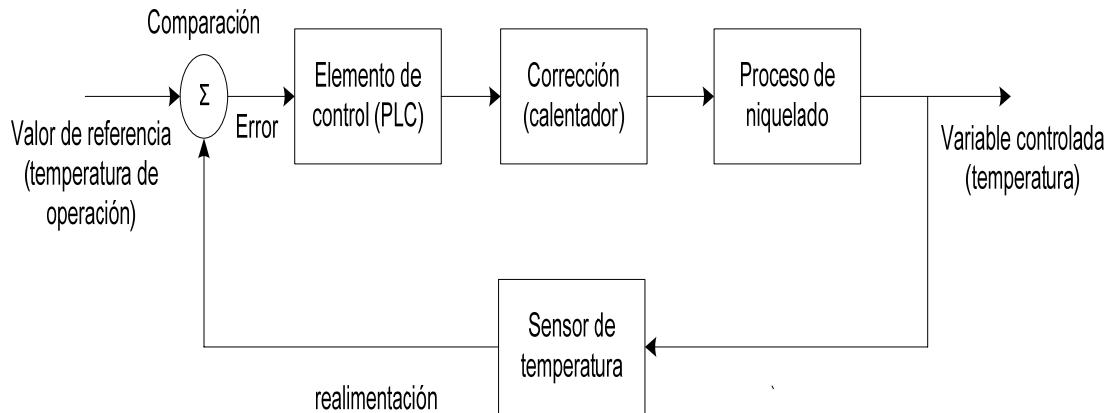 Comparación
Σ
Valor de referencia
(temperatura de
operación)
Error
Elemento de
control (PLC)
Corrección
(calentador)
Proceso de
niquelado
Variable controlada
(temperatura)
Sensor de
temperatura
realimentación